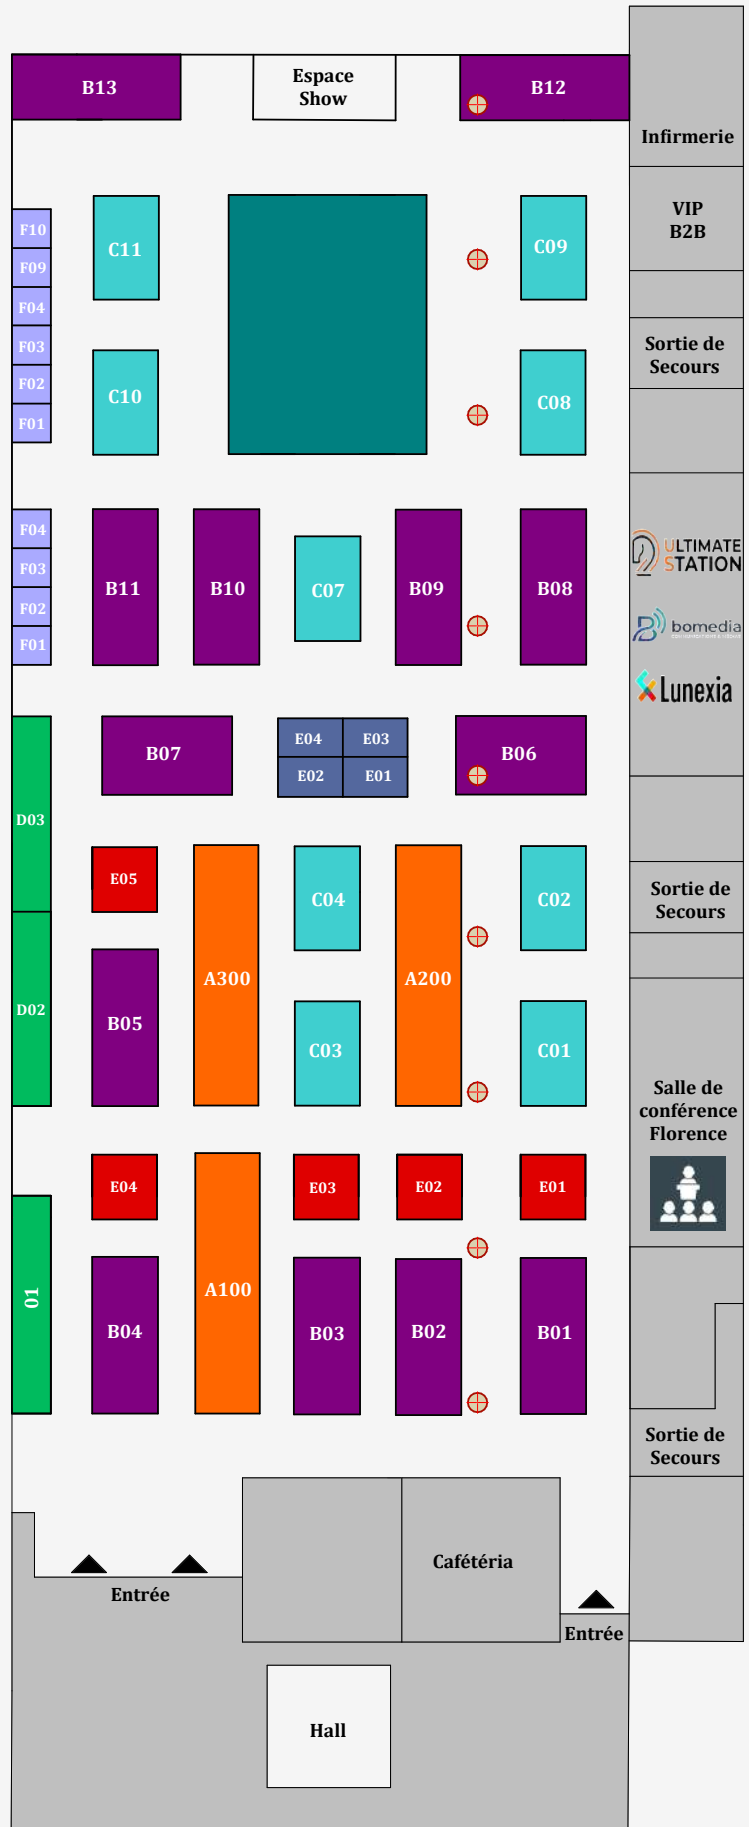 B13
Espace
Show
B12
Infirmerie
VIP
B2B
F10
F09
F04
F03
F02
F01
C11
C09
C10
C08
Sortie de
Secours
F04
F03
F02
F01
B11
B10
C07
B09
B08
ULTIMATE
STATION
bomedia
Lunexia
B07
E04
E03
E02
E01
B06
D03
D02
E05
A300
C04
A200
C02
Sortie de
Secours
B05
C03
C01
Salle de
conférence
Florence
E04
E03
E02
E01
01
B04
A100
B03
B02
B01
Sortie de
Secours
Cafétéria
Entrée
Entrée
Hall